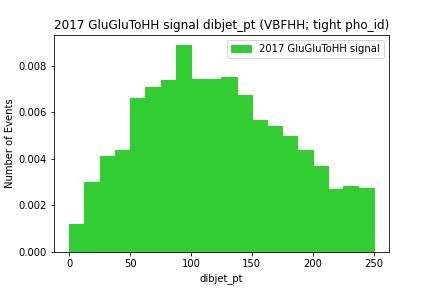 2017 GluGluToHH signal dibjet_pt (VBFHH; tight pho_id)
2017 GluGluToHH signal
Number of Events
0.008
0.006
0.004
0.002
0.000
0 50 100 150 200 250
dibjet_pt